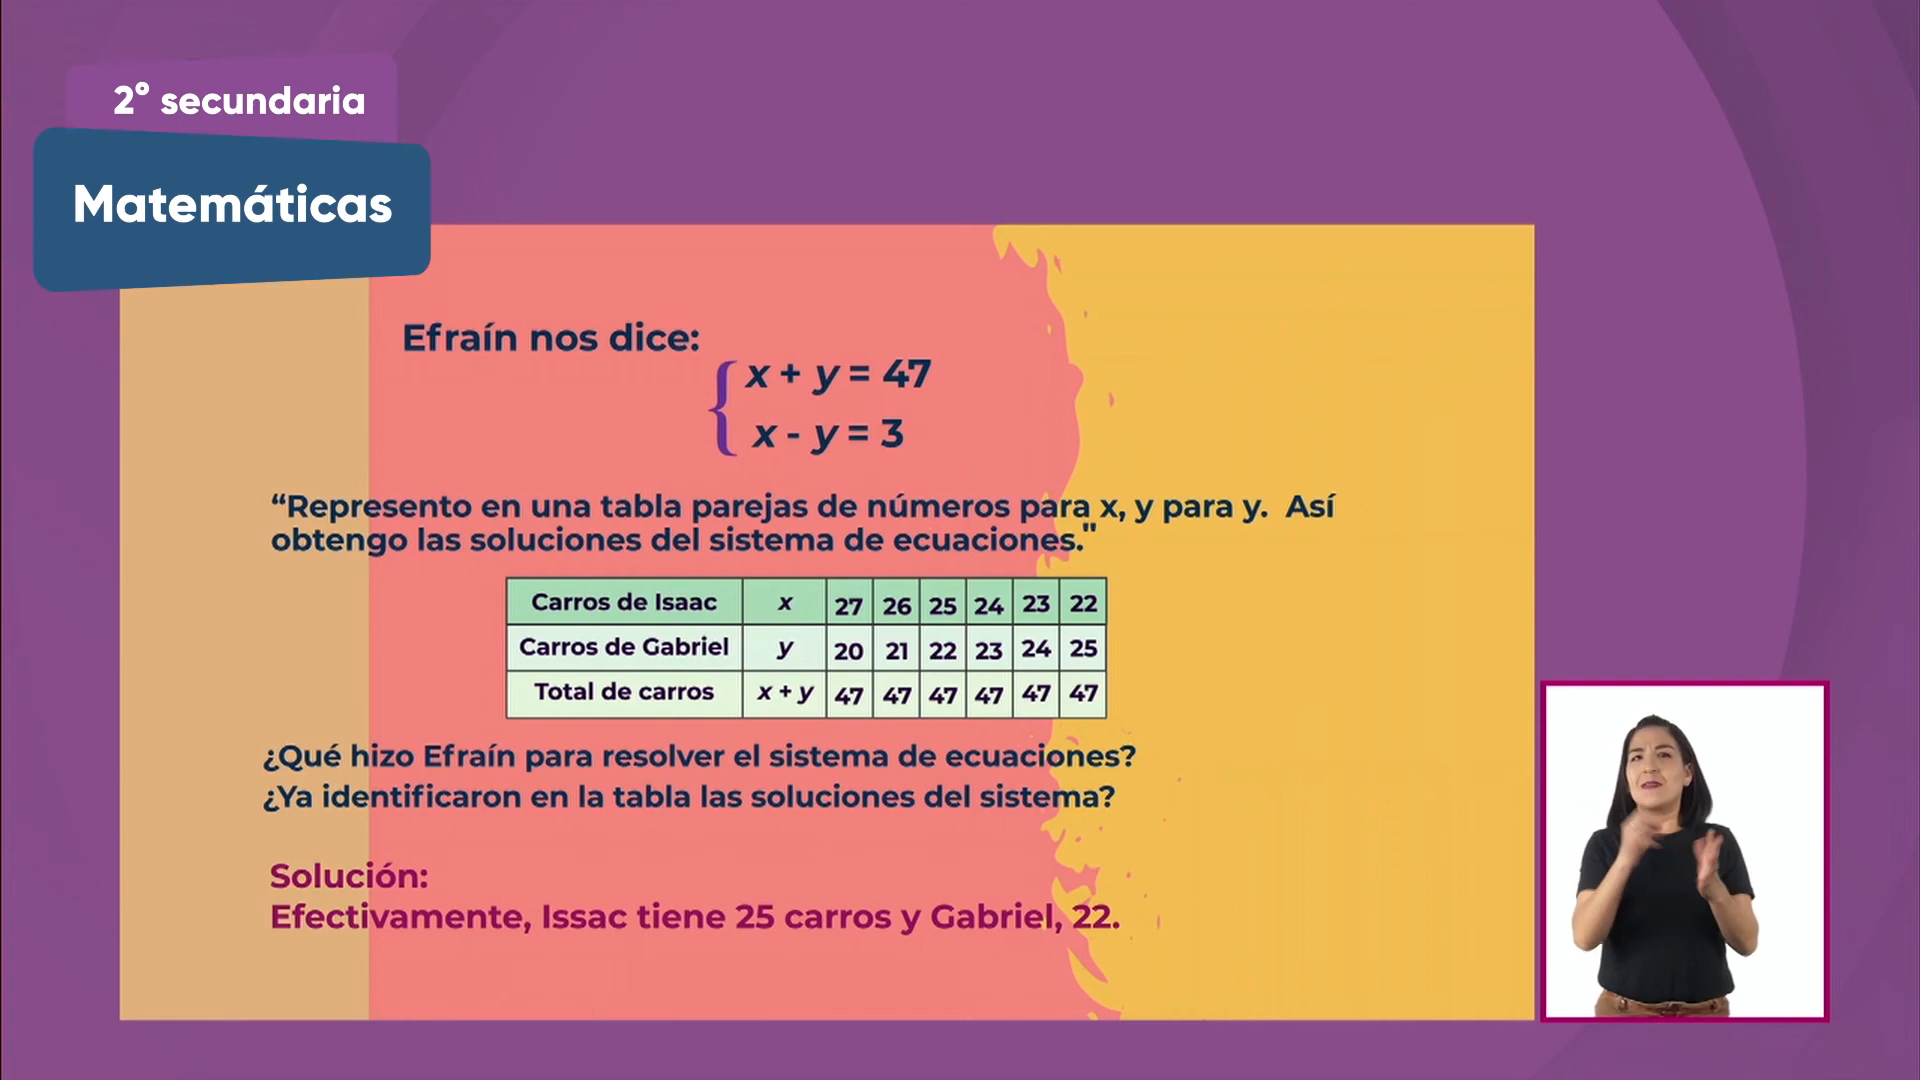 2° secundaria
Matemáticas
Efraín nos dice:
x + y = 47
x - y = 3
“Represento en una tabla parejas de números para x, y para y. Así
obtengo las soluciones del sistema de ecuaciones."
Carros de Isaac x 27 26 25 24 23 22
Carros de Gabriel y 20 21 22 23 24 25
Total de carros x + y 47 47 47 47 47 47
¿Qué hizo Efraín para resolver el sistema de ecuaciones?
¿Ya identificaron en la tabla las soluciones del sistema?
Solución:
Efectivamente, Issac tiene 25 carros y Gabriel, 22.